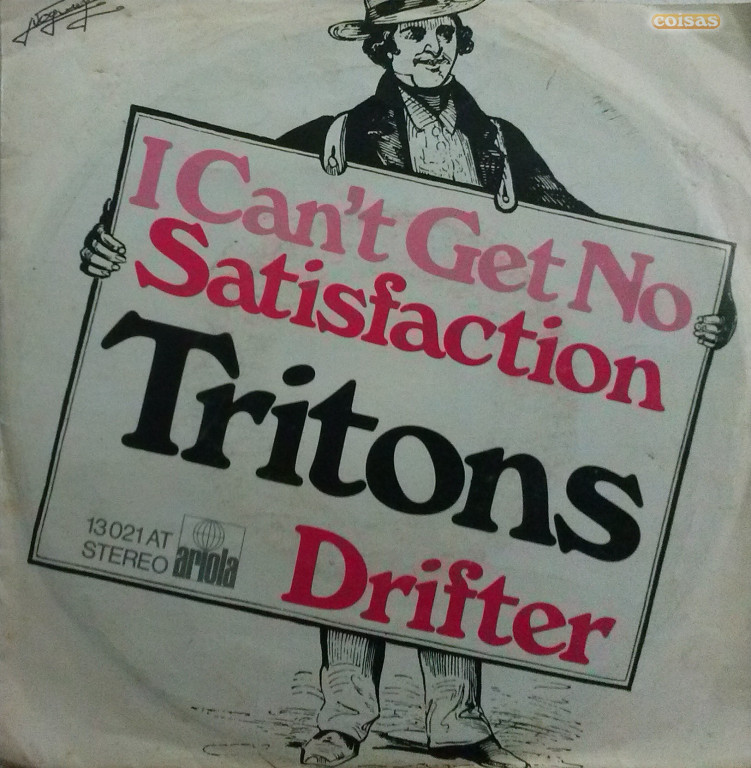 coisas
I Can't Get No
Satisfaction
Tritons
13 021 AT
STEREO
ariola
Drifter